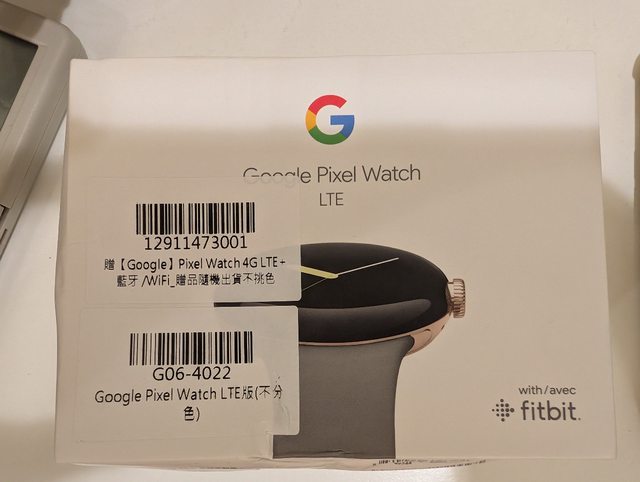 Google Pixel Watch
LTE
12911473001
贈【Google】Pixel Watch 4G LTE+
藍牙 /WiFi_贈品隨機出貨不挑色
G06-4022
Google Pixel Watch LTE版(不分
色)
with/avec
fitbit.